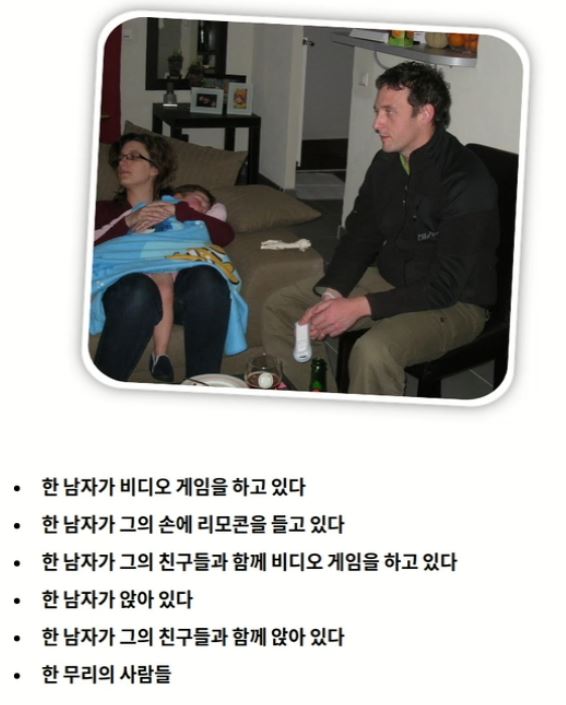 한 남자가 비디오 게임을 하고 있다
한 남자가 그의 손에 리모콘을 들고 있다
한 남자가 그의 친구들과 함께 비디오 게임을 하고 있다
한 남자가 앉아 있다
한 남자가 그의 친구들과 함께 앉아 있다
한 무리의 사람들